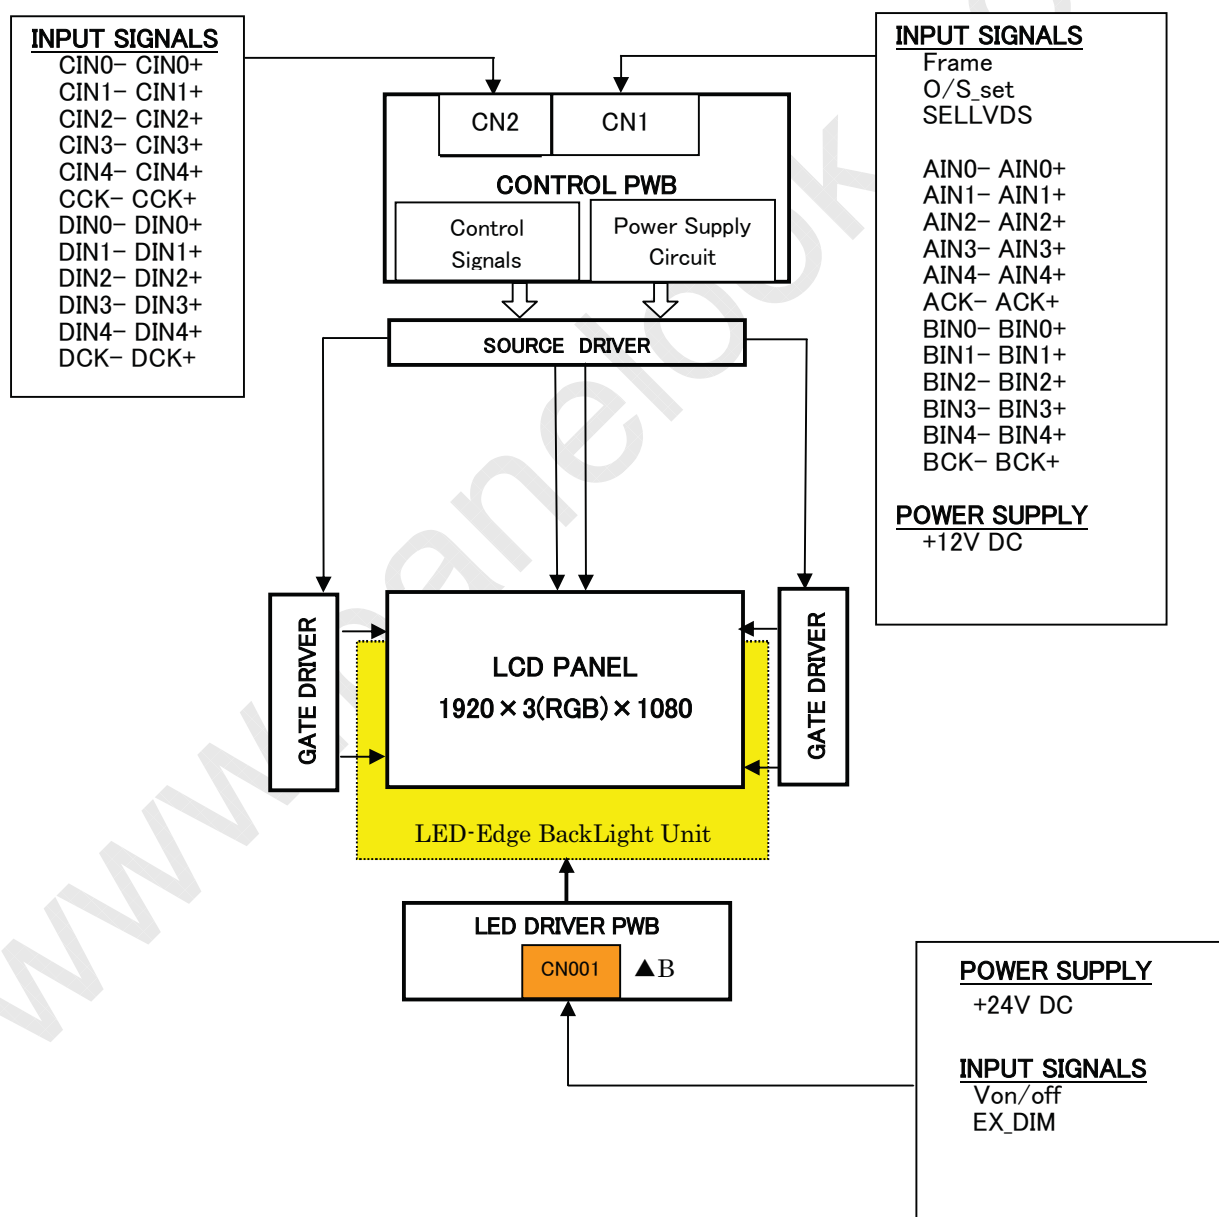 INPUT SIGNALS
CIN0- CIN0+
CIN1- CIN1+
CIN2- CIN2+
CIN3- CIN3+
CIN4- CIN4+
CCK- CCK+
DIN0- DIN0+
DIN1- DIN1+
DIN2- DIN2+
DIN3- DIN3+
DIN4- DIN4+
DCK- DCK+
CN2
CN1
CONTROL PWB
Control
Signals
Power Supply
Circuit
SOURCE DRIVER
INPUT SIGNALS
Frame
O/S_set
SELLVDS
AIN0- AIN0+
AIN1- AIN1+
AIN2- AIN2+
AIN3- AIN3+
AIN4- AIN4+
ACK- ACK+
BIN0- BIN0+
BIN1- BIN1+
BIN2- BIN2+
BIN3- BIN3+
BIN4- BIN4+
BCK- BCK+
POWER SUPPLY
+12V DC
GATE DRIVER
LCD PANEL
1920×3(RGB)×1080
GATE DRIVER
LED-Edge BackLight Unit
LED DRIVER PWB
CN001
▲B
POWER SUPPLY
+24V DC
INPUT SIGNALS
Von/off
EX_DIM